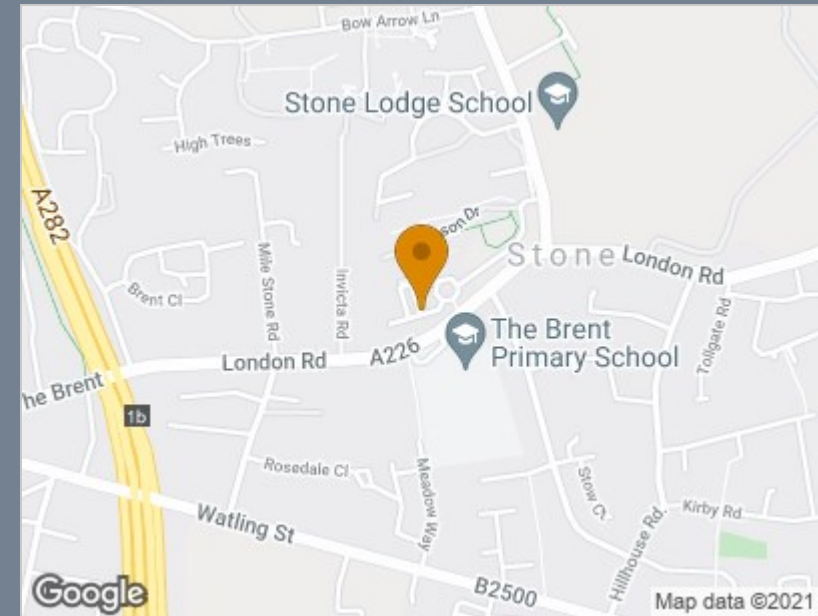 Bow Arrow Ln
Stone Lodge School
High Trees
A282
son Dr
Stone
London Rd
Mile Stone Rd
Invicta Rd
Brent Cl
Tollgate Rd
The Brent
Primary School
London Rd
A226
he Brent
1b
Rosedale Cl
Meadow Way
Stow C
Kirby Rd
Hillhouse Rd.
Watling St
B2500
Google
Map data ©2021